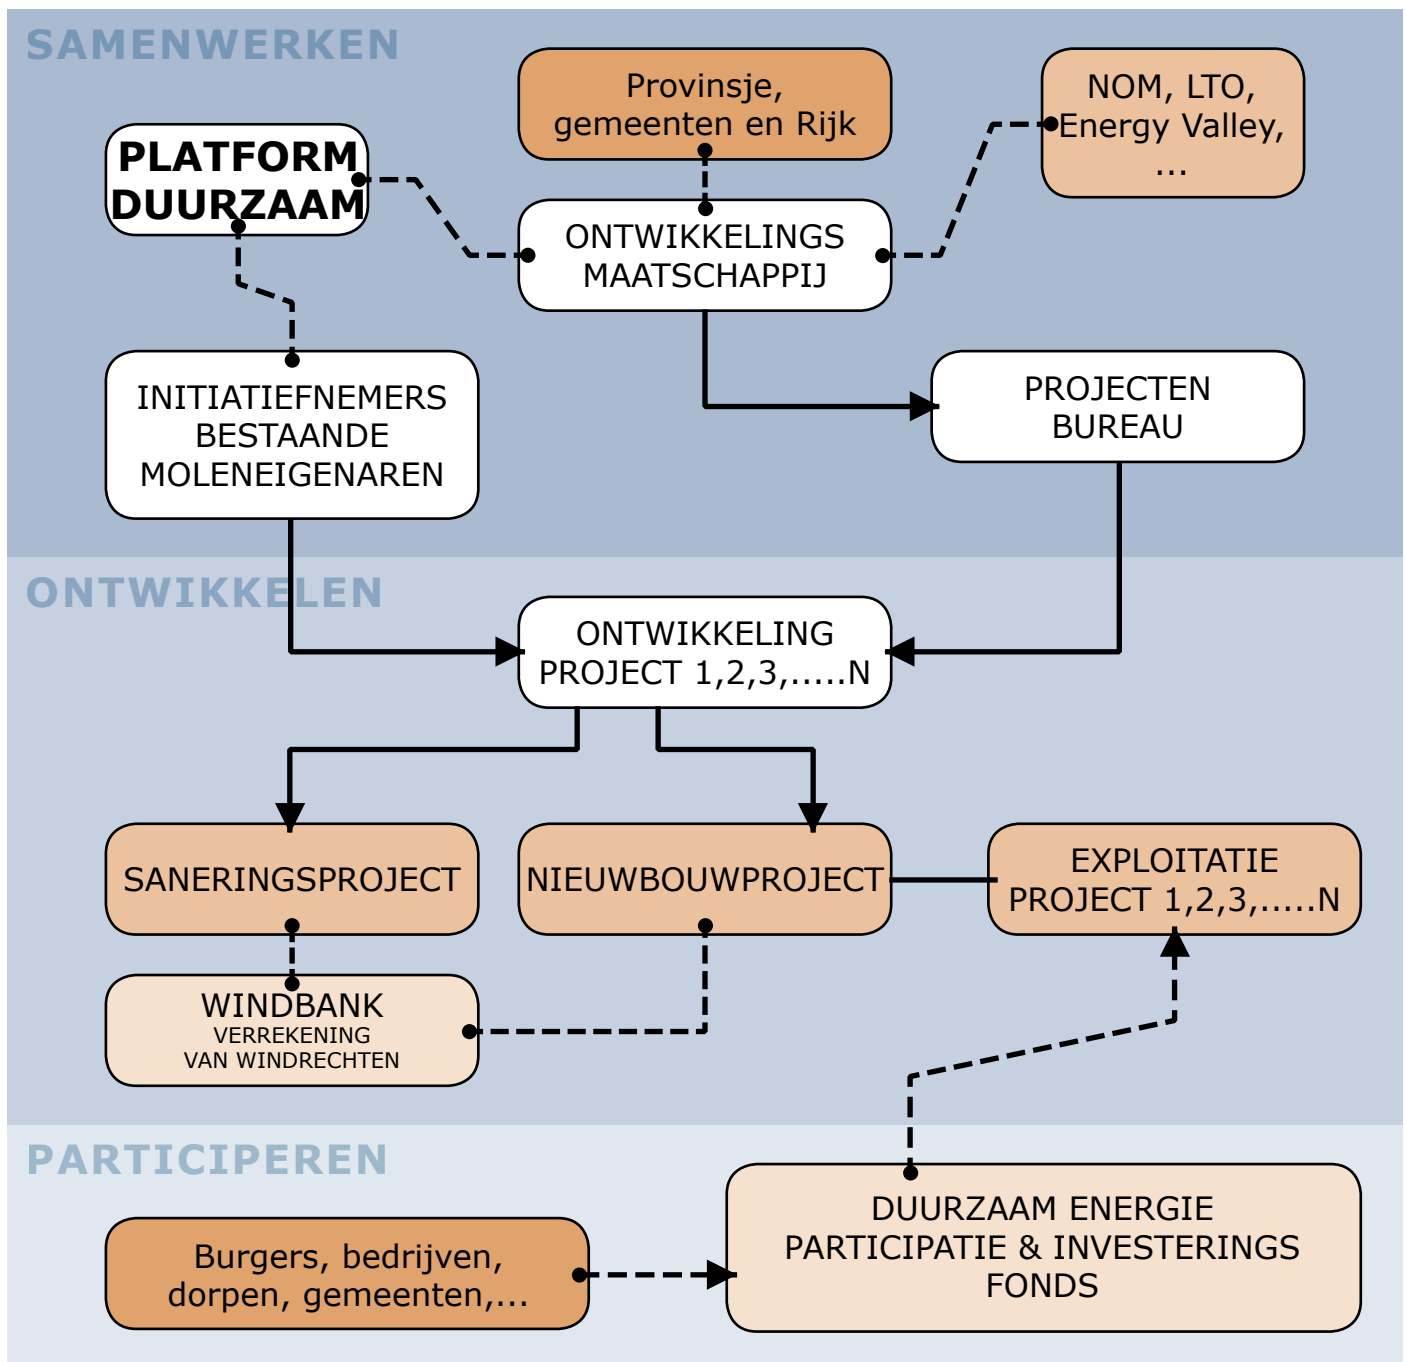 SAMENWERKEN
Provinsje,
gemeenten en Rijk
NOM, LTO,
Energy Valley,
...
PLATFORM
DUURZAAM
ONTWIKKELINGS
MAATSCHAPPIJ
INITIATIEFNEMERS
BESTAANDE
MOLENEIGENAREN
PROJECTEN
BUREAU
ONTWIKKELEN
ONTWIKKELING
PROJECT 1,2,3,.....N
SANERINGSPROJECT
NIEUWBOUWPROJECT
EXPLOITATIE
PROJECT 1,2,3,.....N
WINDBANK
VERREKENING
VAN WINDRECHTEN
PARTICIPEREN
Burgers, bedrijven,
dorpen, gemeenten,...
DUURZAAM ENERGIE
PARTICIPATIE & INVESTERINGS
FONDS